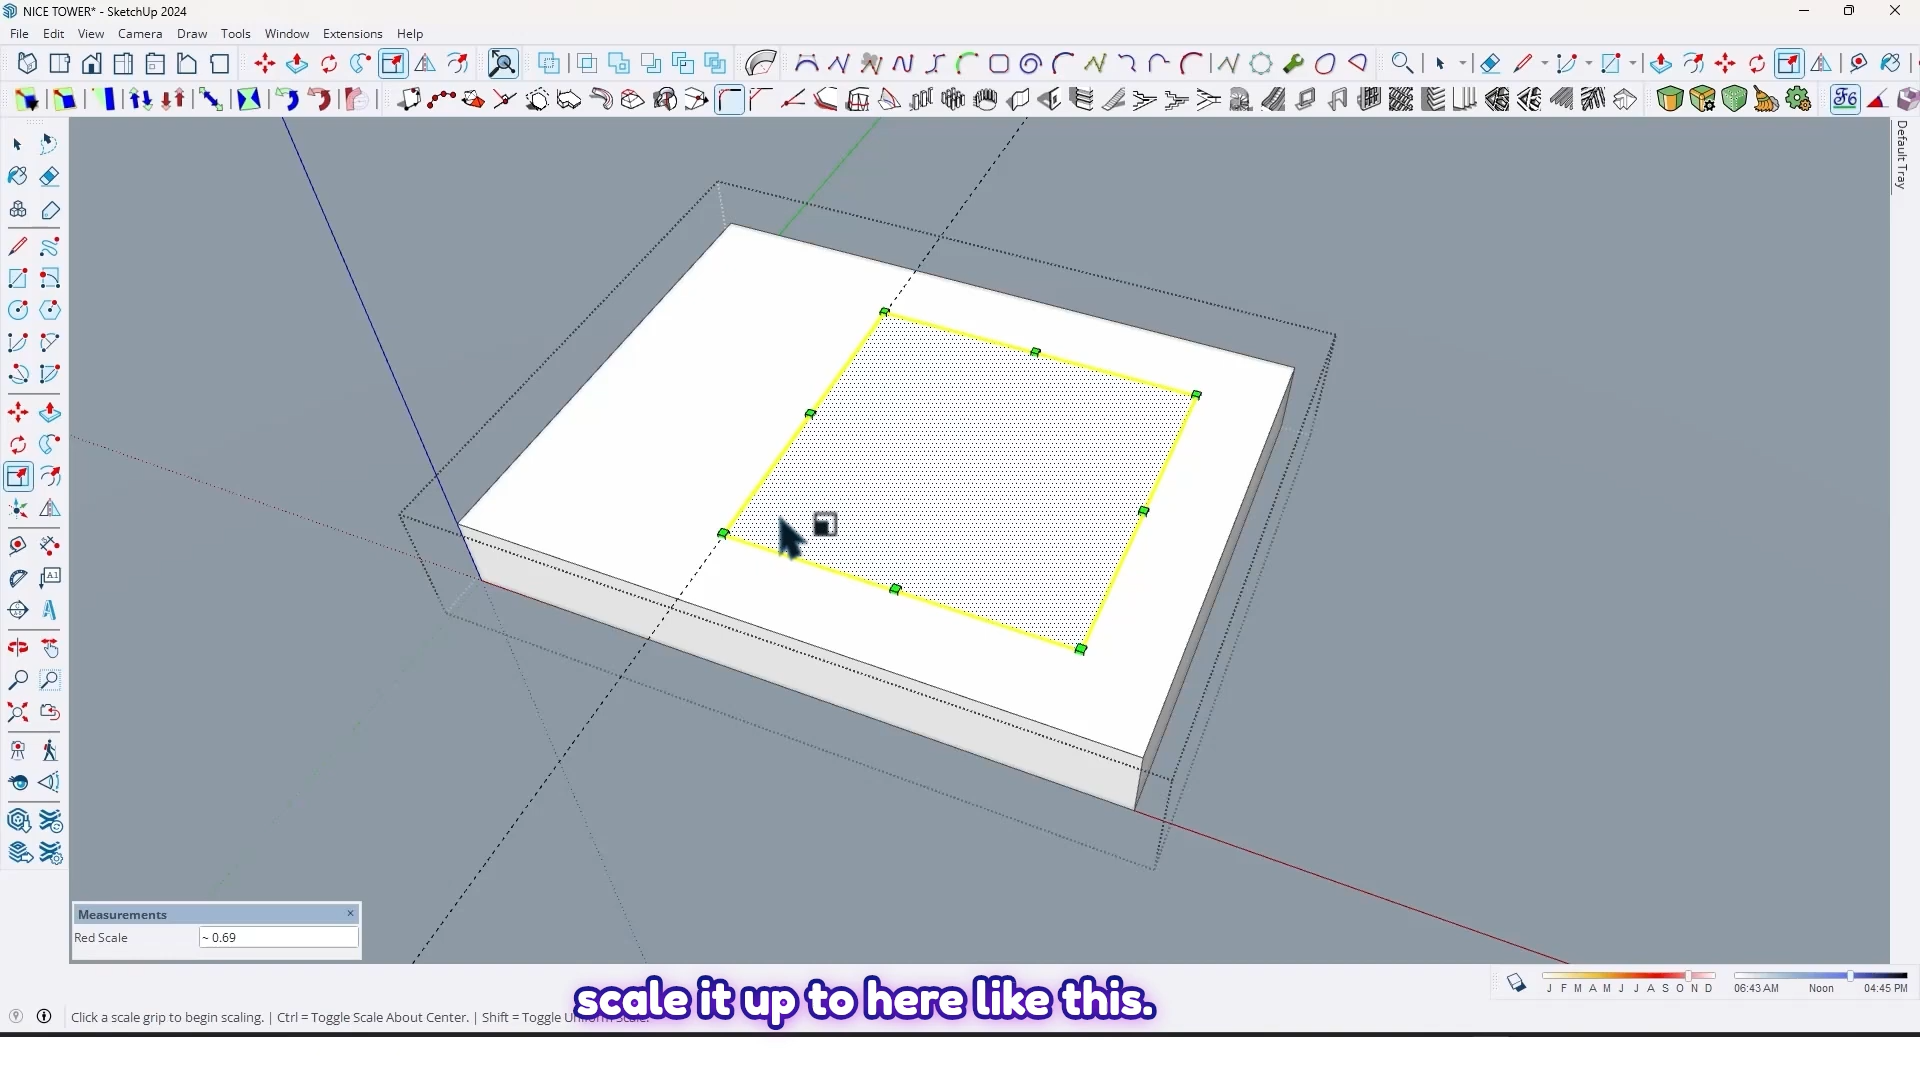 NICE TOWER* - SketchUp 2024
File Edit View Camera Draw Tools Window Extensions Help
Default Tray
Measurements
Red Scale ~ 0.69
scale it up to here like this.
J F M A M J J A S O N D 06:43 AM Noon 04:45 PM
Click a scale grip to begin scaling. | Ctrl = Toggle Scale About Center. | Shift = Toggle Uniform Scale.